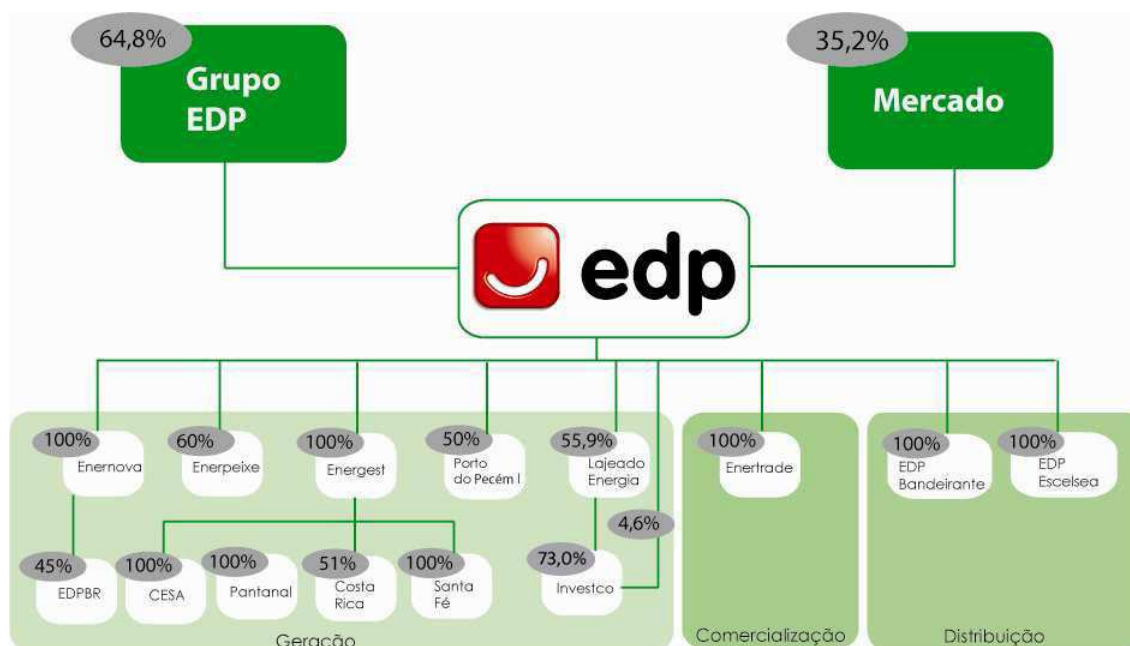 64,8%
Grupo
EDP
35,2%
Mercado
edp
100%
Enernova
60%
Enerpeixe
100%
Energest
50%
Porto
do Pecém I
55,9%
Lajeado
Energia
4,6%
45%
EDPBR
100%
CESA
100%
Pantanal
51%
Costa
Rica
100%
Santa
Fé
73,0%
Investco
Geração
100%
Enertrade
Comercialização
100%
EDP
Bandeirante
100%
EDP
Escelsea
Distribuição